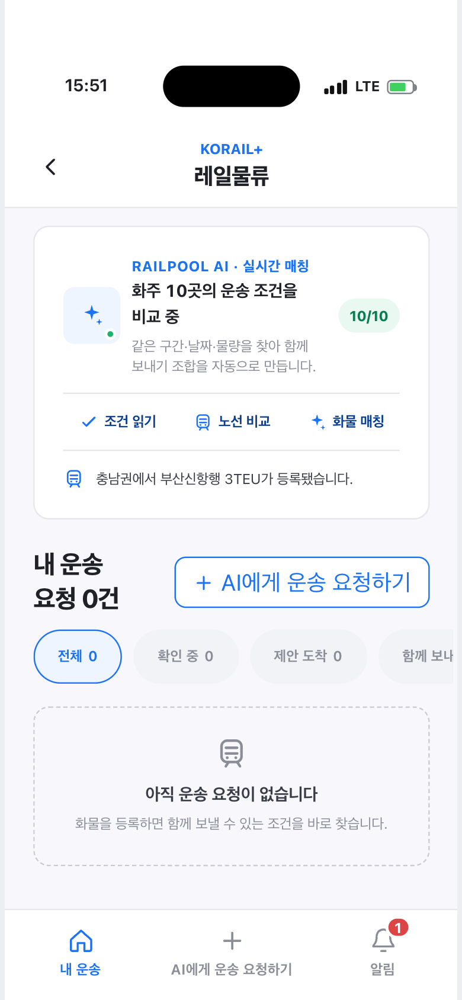 15:51
LTE
KORAIL+
레일물류
RAILPOOL AI · 실시간 매칭
화주 10곳의 운송 조건을
비교 중
10/10
같은 구간·날짜·물량을 찾아 함께
보내기 조합을 자동으로 만듭니다.
조건 읽기
노선 비교
화물 매칭
충남권에서 부산신항행 3TEU가 등록됐습니다.
내 운송
요청 0건
+ AI에게 운송 요청하기
전체 0
확인 중 0
제안 도착 0
함께 보내
아직 운송 요청이 없습니다
화물을 등록하면 함께 보낼 수 있는 조건을 바로 찾습니다.
1
내 운송
AI에게 운송 요청하기
알림